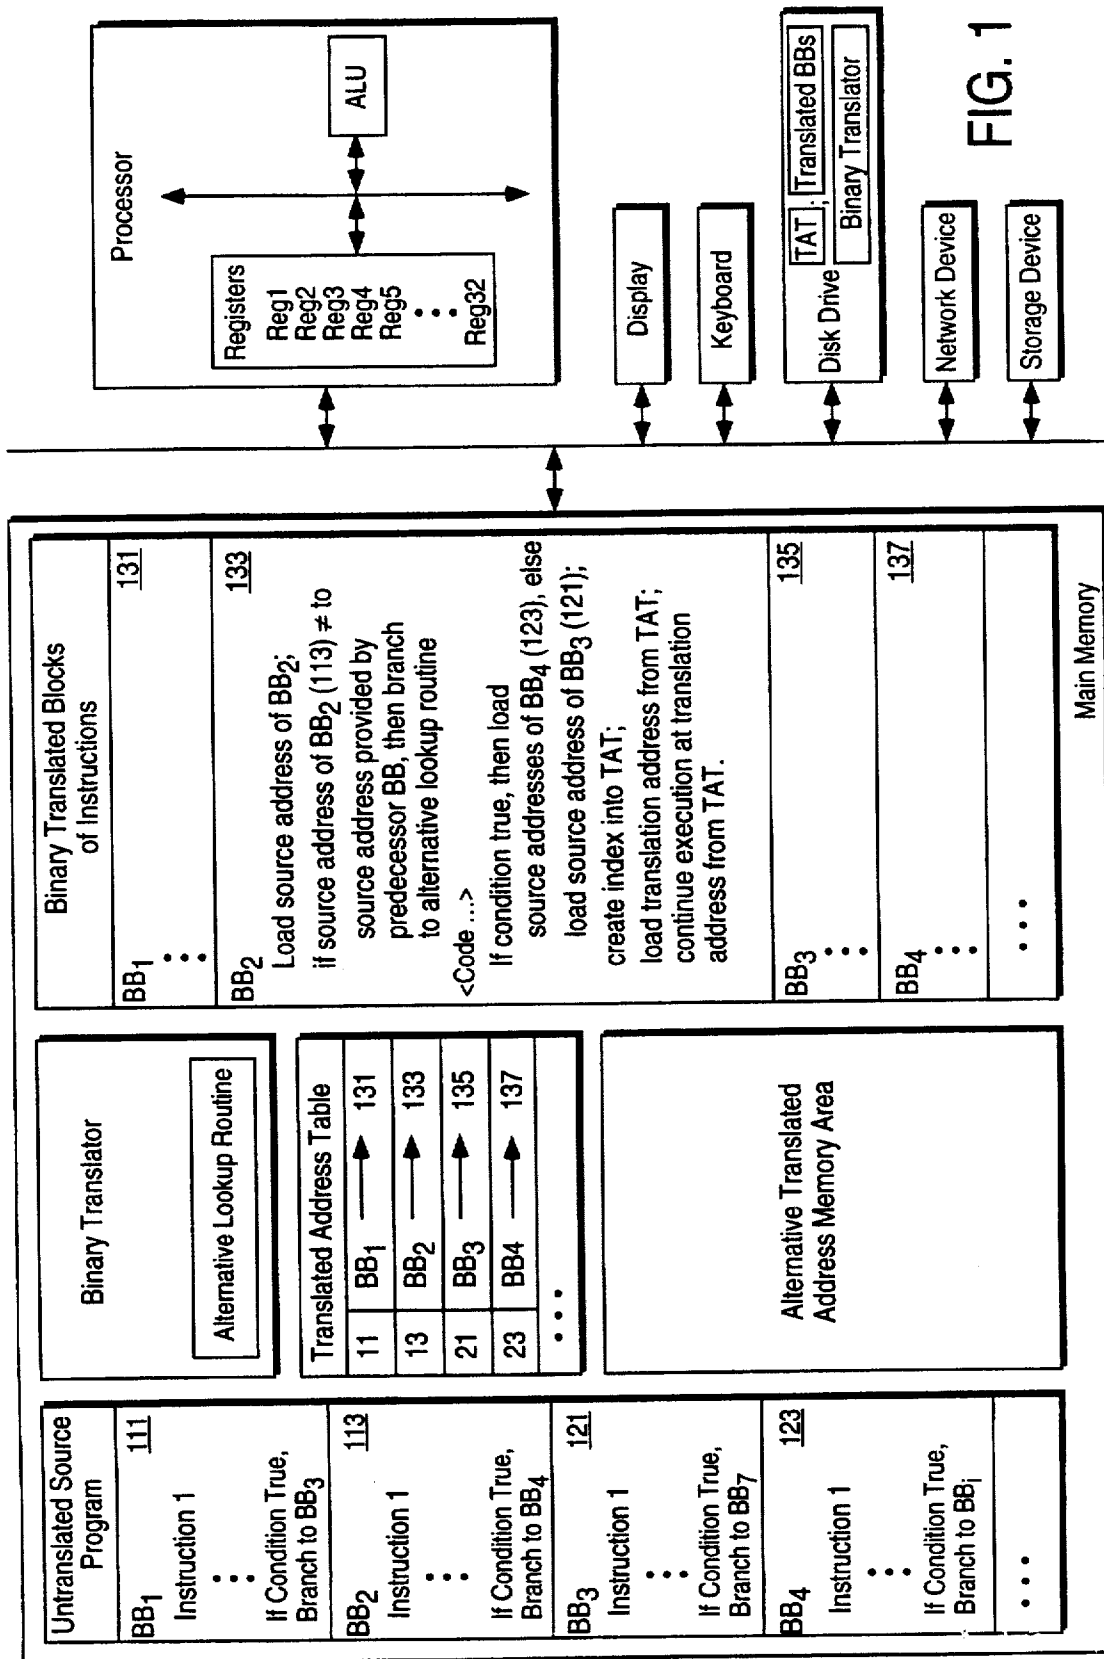 Untranslated Source
Program
BB1 111
Instruction 1
If Condition True,
Branch to BB3
BB2 113
Instruction 1
If Condition True,
Branch to BB4
BB3 121
Instruction 1
If Condition True,
Branch to BB7
BB4 123
Instruction 1
If Condition True,
Branch to BBi
Binary Translator
Alternative Lookup Routine
Translated Address Table
11 BB1 131
13 BB2 133
21 BB3 135
23 BB4 137
Alternative Translated
Address Memory Area
Binary Translated Blocks
of Instructions
BB1 131
BB2 133
Load source address of BB2;
if source address of BB2 (113) ≠ to
source address provided by
predecessor BB, then branch
to alternative lookup routine
<Code ...>
If condition true, then load
source addresses of BB4 (123), else
load source address of BB3 (121);
create index into TAT;
load translation address from TAT;
continue execution at translation
address from TAT.
BB3 135
BB4 137
Main Memory
Processor
Registers
Reg1
Reg2
Reg3
Reg4
Reg5
Reg32
ALU
Display
Keyboard
Disk Drive
TAT; Translated BBs
Binary Translator
Network Device
Storage Device
FIG. 1